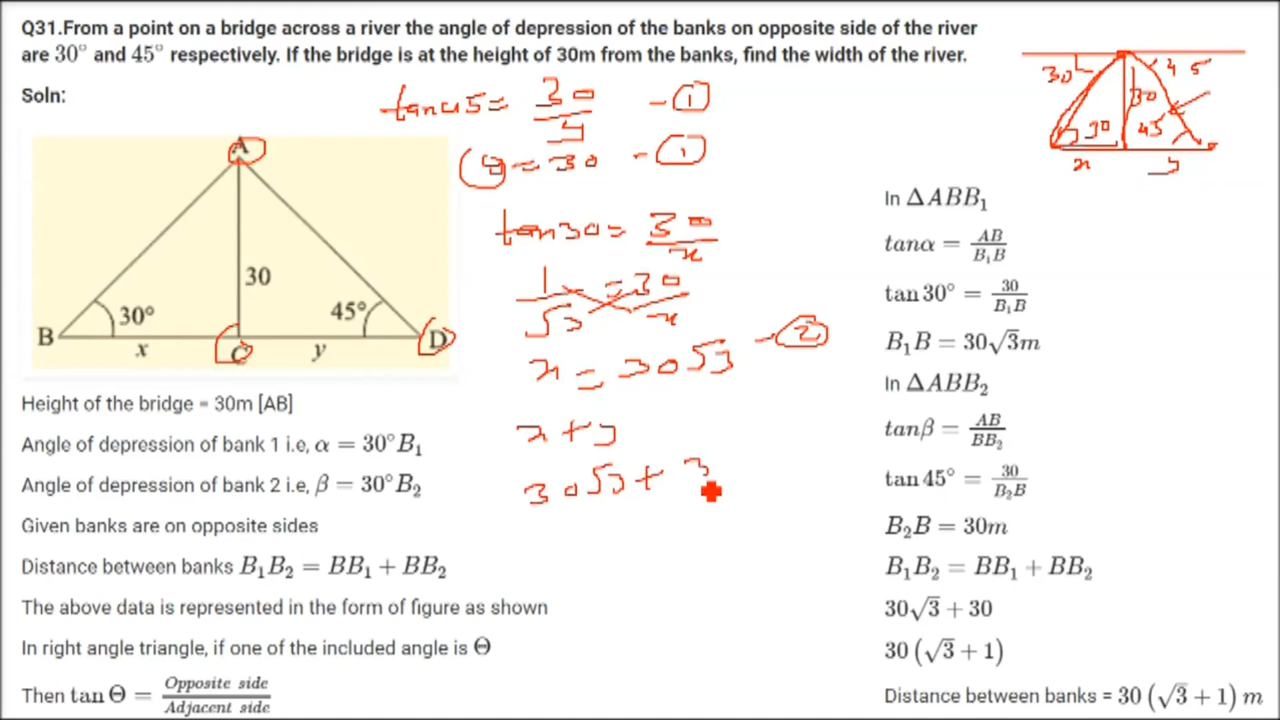 Q31.From a point on a bridge across a river the angle of depression of the banks on opposite side of the river
are 30° and 45° respectively. If the bridge is at the height of 30m from the banks, find the width of the river.
Soln:
A
30
30°
45°
B
x
C
y
D
Height of the bridge = 30m [AB]
Angle of depression of bank 1 i.e, α = 30°B₁
Angle of depression of bank 2 i.e, β = 30°B₂
Given banks are on opposite sides
Distance between banks B₁B₂ = BB₁ + BB₂
The above data is represented in the form of figure as shown
In right angle triangle, if one of the included angle is Θ
Then tan Θ = Opposite side / Adjacent side
tan 45 = 30 / y - ①
y = 30 - ①
tan 30 = 30 / x
1 / √3 = 30 / x
x = 30√3 - ②
x + y
30√3 + 3
30
45
30
30
45
x
y
In ΔABB₁
tanα = AB / B₁B
tan 30° = 30 / B₁B
B₁B = 30√3m
In ΔABB₂
tanβ = AB / BB₂
tan 45° = 30 / B₂B
B₂B = 30m
B₁B₂ = BB₁ + BB₂
30√3 + 30
30 (√3 + 1)
Distance between banks = 30 (√3 + 1) m